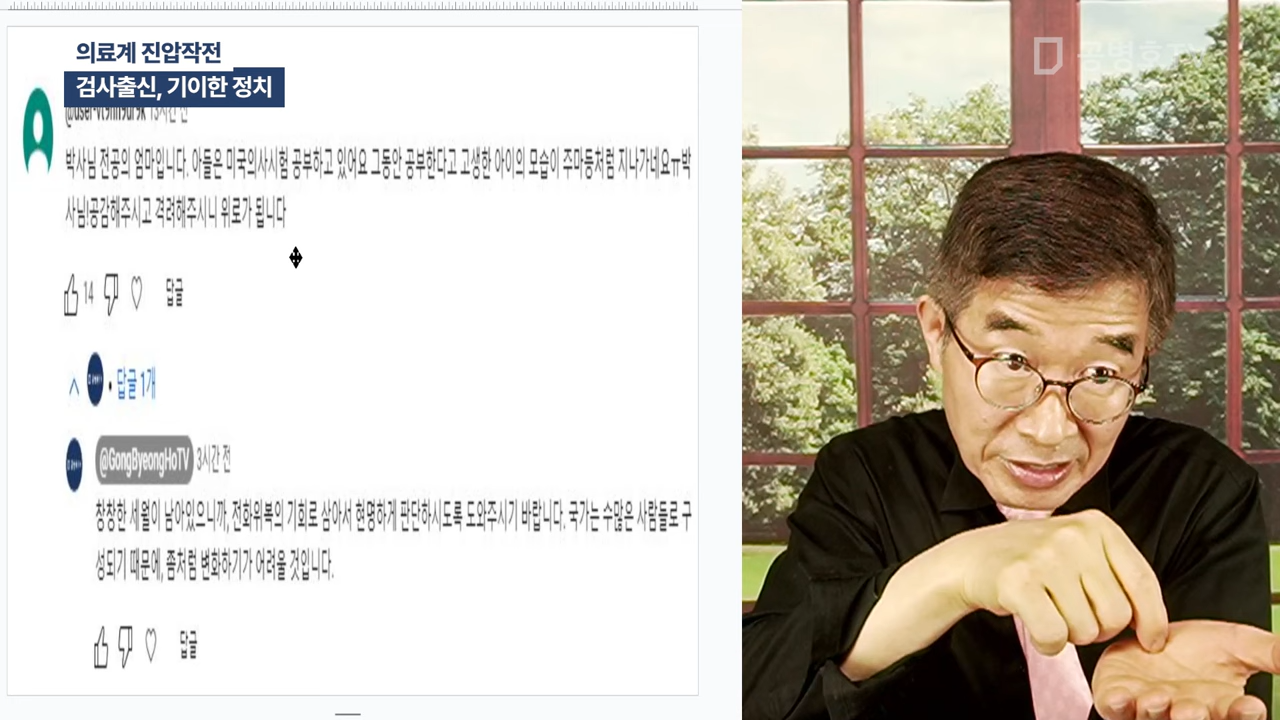 의료계 진압작전
검사출신, 기이한 정치
공병호TV
박사님 전공의 엄마입니다. 아들은 미국의사시험 공부하고 있어요 그동안 공부한다고 고생한 아이의 모습이 주마등처럼 지나가네요ㅠ박
사님!공감해주시고 격려해주시니 위로가 됩니다
14 답글
답글 1개
@GongByeongHoTV 3시간 전
창창한 세월이 남아있으니까, 전화위복의 기회로 삼아서 현명하게 판단하시도록 도와주시기 바랍니다. 국가는 수많은 사람들로 구
성되기 때문에, 좀처럼 변화하기가 어려울 것입니다.
답글